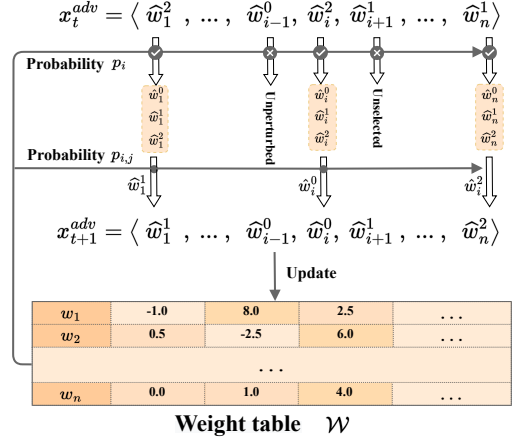 x_t^{adv} = ⟨ ŵ_1^2 , ... , ŵ_{i-1}^0, ŵ_i^2, ŵ_{i+1}^1 , ... , ŵ_n^1 ⟩
Probability p_i
ŵ_1^0 ŵ_i^0 ŵ_n^0
ŵ_1^1 ŵ_i^1 ŵ_n^1
ŵ_1^2 ŵ_i^2 ŵ_n^2
Unperturbed
Unselected
Probability p_{i,j}
ŵ_1^1 ŵ_i^0 ŵ_i^2
x_{t+1}^{adv} = ⟨ ŵ_1^1 , ... , ŵ_{i-1}^0, ŵ_i^0, ŵ_{i+1}^1 , ... , ŵ_n^2 ⟩
Update
w_1 -1.0 8.0 2.5 ...
w_2 0.5 -2.5 6.0 ...
...
w_n 0.0 1.0 4.0 ...
Weight table 𝒲